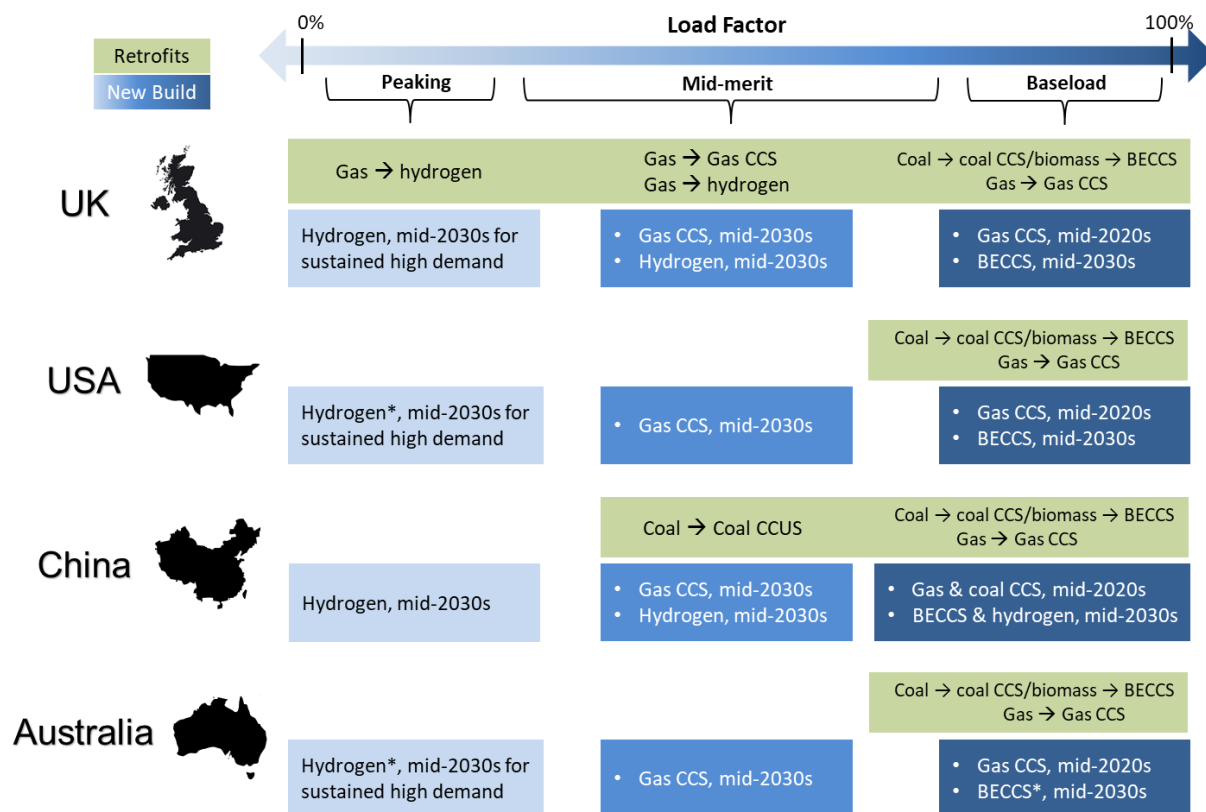 0%
Load Factor
100%
Retrofits
New Build
Peaking
Mid-merit
Baseload
UK
Gas → hydrogen
Gas → Gas CCS
Gas → hydrogen
Coal → coal CCS/biomass → BECCS
Gas → Gas CCS
Hydrogen, mid-2030s for
sustained high demand
• Gas CCS, mid-2030s
• Hydrogen, mid-2030s
• Gas CCS, mid-2020s
• BECCS, mid-2030s
USA
Coal → coal CCS/biomass → BECCS
Gas → Gas CCS
Hydrogen*, mid-2030s for
sustained high demand
• Gas CCS, mid-2030s
• Gas CCS, mid-2020s
• BECCS, mid-2030s
China
Coal → Coal CCUS
Coal → coal CCS/biomass → BECCS
Gas → Gas CCS
Hydrogen, mid-2030s
• Gas CCS, mid-2030s
• Hydrogen, mid-2030s
• Gas & coal CCS, mid-2020s
• BECCS & hydrogen, mid-2030s
Australia
Coal → coal CCS/biomass → BECCS
Gas → Gas CCS
Hydrogen*, mid-2030s for
sustained high demand
• Gas CCS, mid-2030s
• Gas CCS, mid-2020s
• BECCS*, mid-2030s